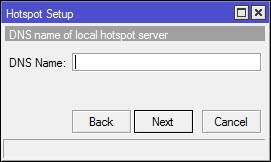 Hotspot Setup
DNS name of local hotspot server
DNS Name:
Back Next Cancel